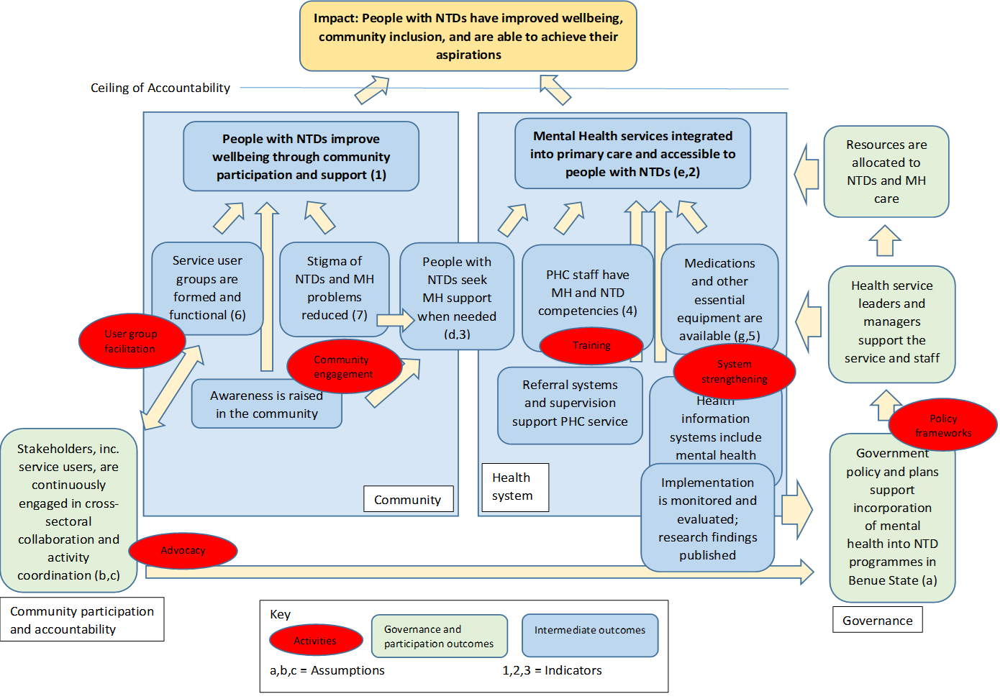 Impact: People with NTDs have improved wellbeing,
community inclusion, and are able to achieve their
aspirations
Ceiling of Accountability
People with NTDs improve
wellbeing through community
participation and support (1)
Mental Health services integrated
into primary care and accessible to
people with NTDs (e,2)
Resources are
allocated to
NTDs and MH
care
Service user
groups are
formed and
functional (6)
Stigma of
NTDs and MH
problems
reduced (7)
People with
NTDs seek
MH support
when needed
(d,3)
PHC staff have
MH and NTD
competencies (4)
Medications
and other
essential
equipment are
available (g,5)
Health service
leaders and
managers
support the
service and staff
User group
facilitation
Community
engagement
Training
System
strengthening
Awareness is raised
in the community
Referral systems
and supervision
support PHC service
Health
information
systems include
mental health
Policy
frameworks
Stakeholders, inc.
service users, are
continuously
engaged in cross-
sectoral
collaboration and
activity
coordination (b,c)
Government
policy and plans
support
incorporation
of mental
health into NTD
programmes in
Benue State (a)
Community
Health
system
Implementation
is monitored and
evaluated;
research findings
published
Advocacy
Community participation
and accountability
Governance
Key
Activities
Governance and
participation outcomes
Intermediate outcomes
a,b,c = Assumptions
1,2,3 = Indicators